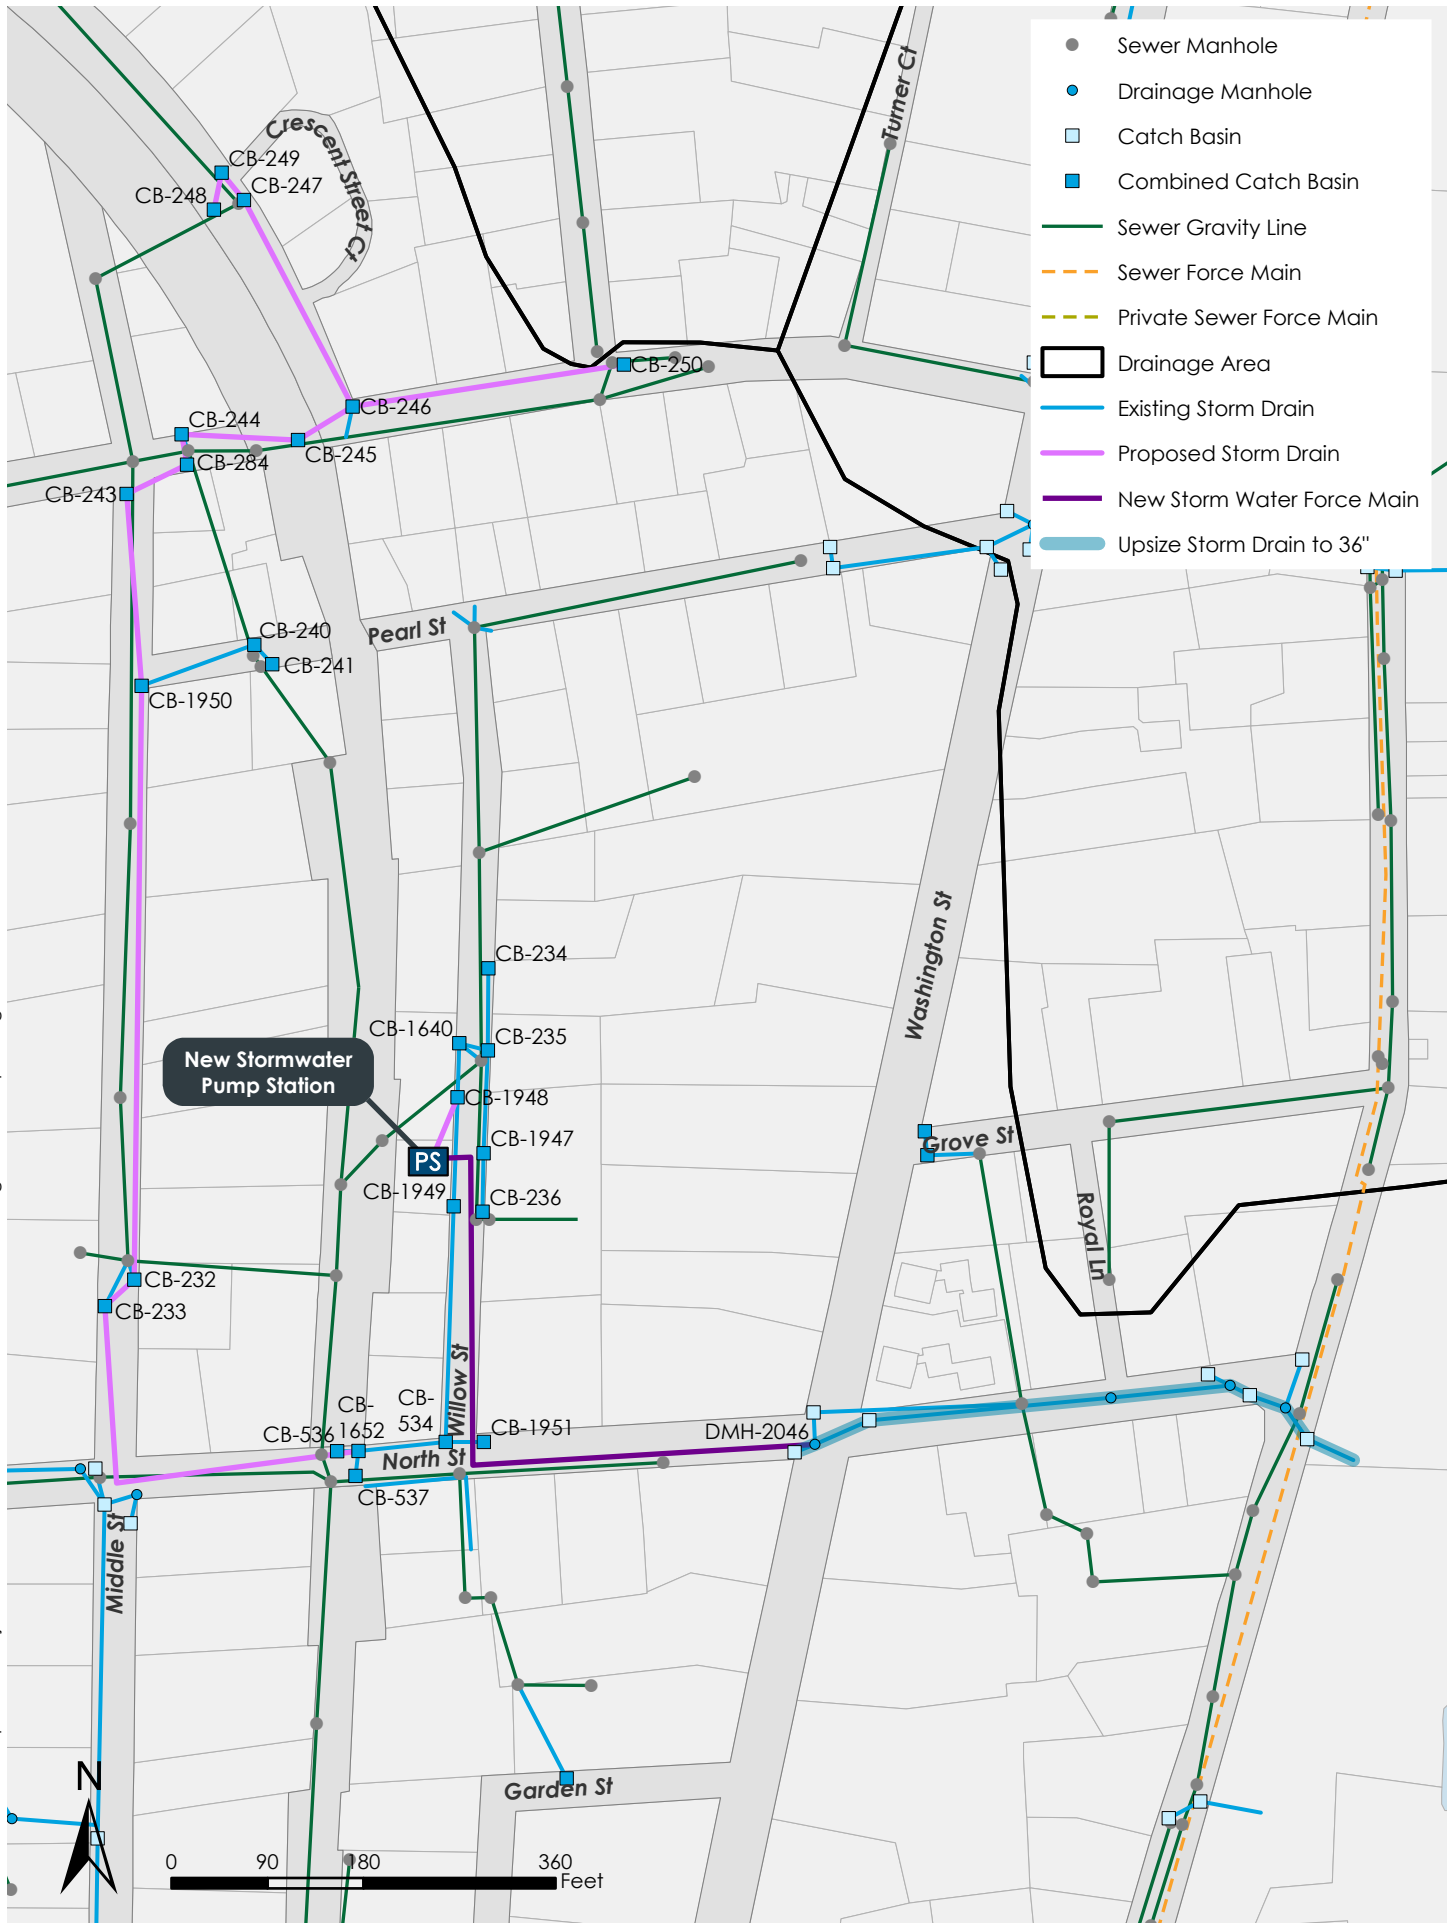 Sewer Manhole
Drainage Manhole
Catch Basin
Combined Catch Basin
Sewer Gravity Line
Sewer Force Main
Private Sewer Force Main
Drainage Area
Existing Storm Drain
Proposed Storm Drain
New Storm Water Force Main
Upsize Storm Drain to 36"
Turner Ct
Crescent Street Ct
CB-249
CB-247
CB-248
CB-250
CB-246
CB-244
CB-245
CB-284
CB-243
Pearl St
CB-240
CB-241
CB-1950
Washington St
CB-234
CB-1640
CB-235
New Stormwater
Pump Station
CB-1948
CB-1947
PS
CB-1949
CB-236
Grove St
Royal Ln
CB-232
CB-233
Willow St
CB-
1652
CB-
534
CB-536
CB-1951
DMH-2046
North St
CB-537
Middle St
Garden St
N
0 90 180 360
Feet